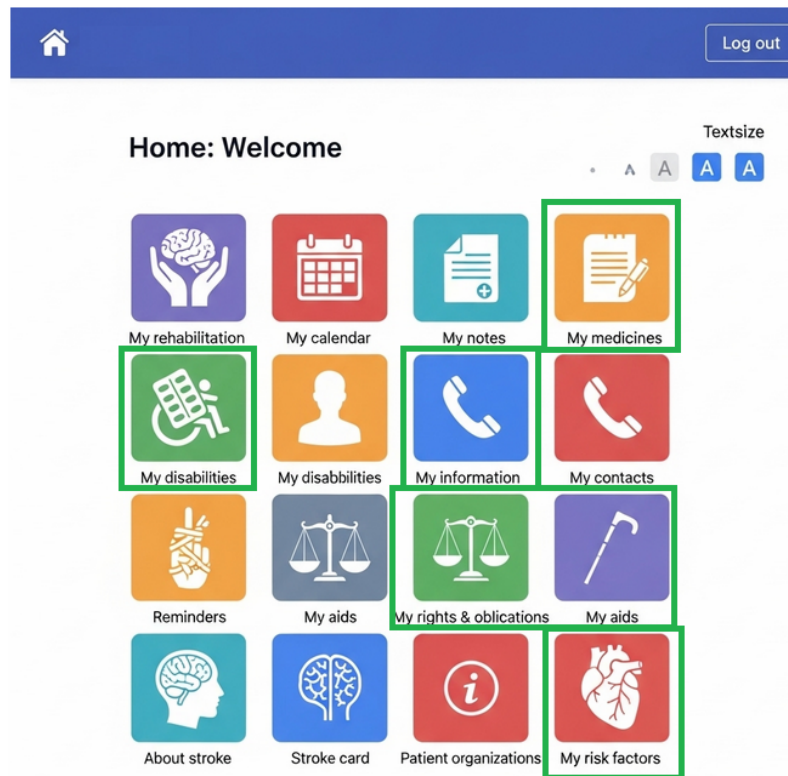 Log out
Home: Welcome
Textsize
A A A A
My rehabilitation My calendar My notes My medicines
My disabilities My disabbilities My information My contacts
Reminders My aids My rights & oblications My aids
About stroke Stroke card Patient organizations My risk factors